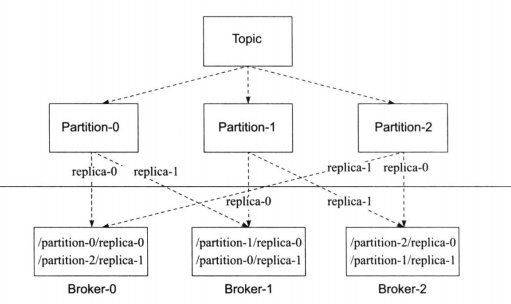 Topic
Partition-0
Partition-1
Partition-2
replica-0
replica-1
replica-1
replica-0
replica-0
replica-1
/partition-0/replica-0
/partition-2/replica-1
/partition-1/replica-0
/partition-0/replica-1
/partition-2/replica-0
/partition-1/replica-1
Broker-0
Broker-1
Broker-2